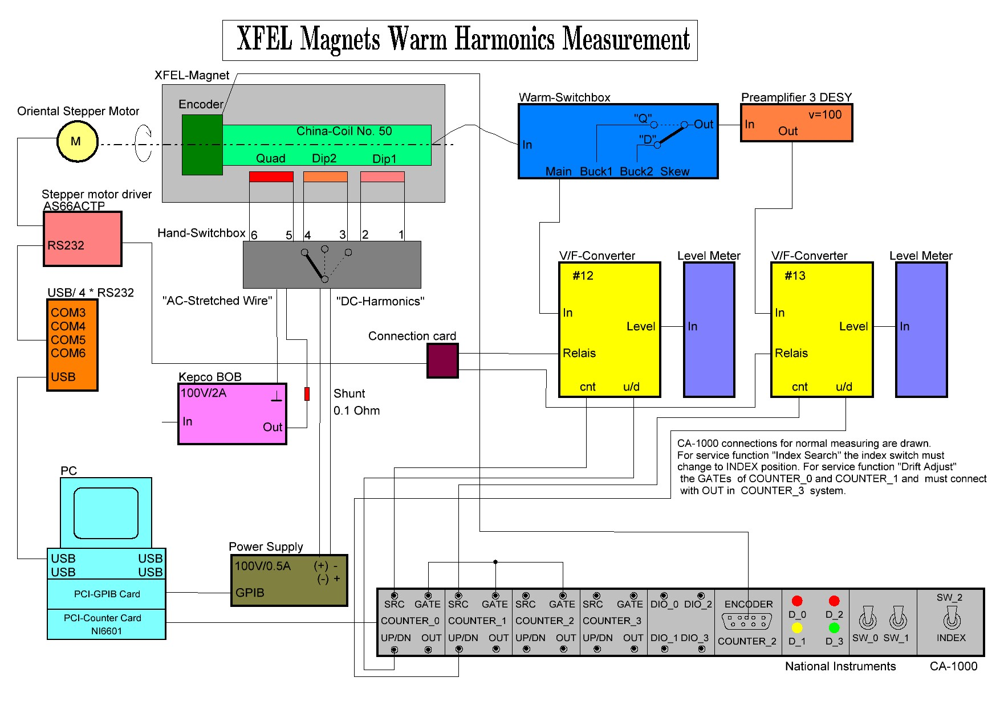 XFEL Magnets Warm Harmonics Measurement
XFEL-Magnet
Oriental Stepper Motor
M
Encoder
China-Coil No. 50
Quad
Dip2
Dip1
Warm-Switchbox
"Q"
Out
"D"
In
Main
Buck1
Buck2
Skew
Preamplifier 3 DESY
v=100
In
Out
Stepper motor driver
AS66ACTP
RS232
Hand-Switchbox
6
5
4
3
2
1
"AC-Stretched Wire"
"DC-Harmonics"
USB/ 4 * RS232
COM3
COM4
COM5
COM6
USB
V/F-Converter
#12
In
Level
Relais
cnt
u/d
Level Meter
In
V/F-Converter
#13
In
Level
Relais
cnt
u/d
Level Meter
In
Connection card
Kepco BOB
100V/2A
In
Out
Shunt
0.1 Ohm
CA-1000 connections for normal measuring are drawn.
For service function "Index Search" the index switch must
change to INDEX position. For service function "Drift Adjust"
the GATEs of COUNTER_0 and COUNTER_1 and must connect
with OUT in COUNTER_3 system.
PC
USB USB
USB USB
PCI-GPIB Card
PCI-Counter Card
NI6601
Power Supply
100V/0.5A
(+) -
(-) +
GPIB
SRC GATE
COUNTER_0
UP/DN OUT
SRC GATE
COUNTER_1
UP/DN OUT
SRC GATE
COUNTER_2
UP/DN OUT
SRC GATE
COUNTER_3
UP/DN OUT
DIO_0 DIO_2
DIO_1 DIO_3
ENCODER
COUNTER_2
D_0 D_2
D_1 D_3
SW_0 SW_1
SW_2
INDEX
National Instruments
CA-1000